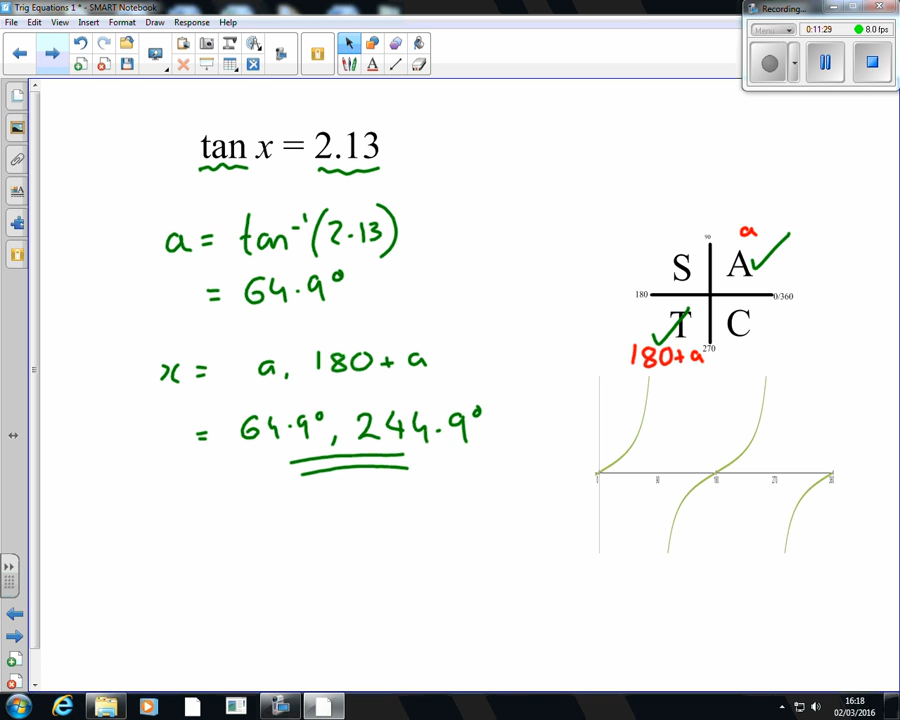 Trig Equations 1 * - SMART Notebook
Recording...
File Edit View Insert Format Draw Response Help
Menu
0:11:29
8.0 fps
tan x = 2.13
a = tan⁻¹(2.13)
= 64.9°
x = a, 180 + a
= 64.9°, 244.9°
a
90
S A
180 0/360
T C
180+a 270
0 90 180 270 360
16:18
02/03/2016